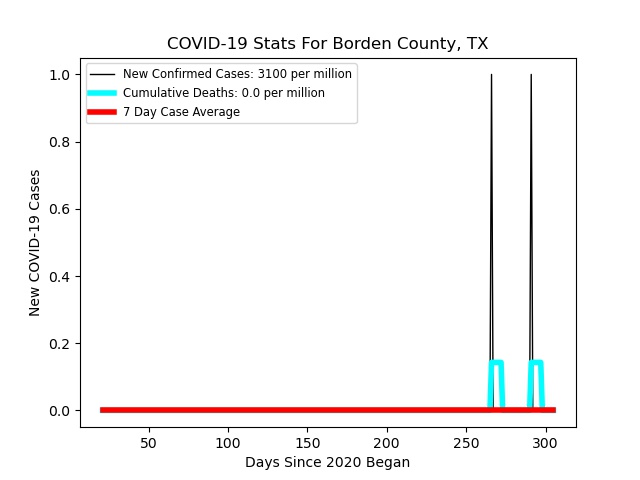 COVID-19 Stats For Borden County, TX
New Confirmed Cases: 3100 per million
Cumulative Deaths: 0.0 per million
7 Day Case Average
New COVID-19 Cases
1.0
0.8
0.6
0.4
0.2
0.0
50 100 150 200 250 300
Days Since 2020 Began